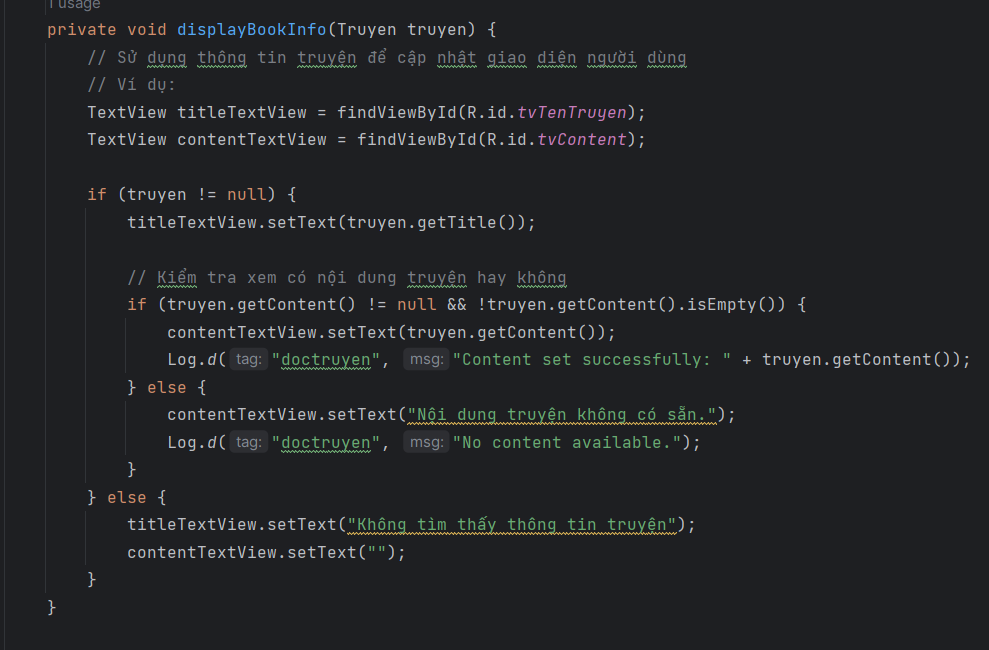 1 usage
private void displayBookInfo(Truyen truyen) {
// Sử dụng thông tin truyện để cập nhật giao diện người dùng
// Ví dụ:
TextView titleTextView = findViewById(R.id.tvTenTruyen);
TextView contentTextView = findViewById(R.id.tvContent);
if (truyen != null) {
titleTextView.setText(truyen.getTitle());
// Kiểm tra xem có nội dung truyện hay không
if (truyen.getContent() != null && !truyen.getContent().isEmpty()) {
contentTextView.setText(truyen.getContent());
Log.d( tag: "doctruyen", msg: "Content set successfully: " + truyen.getContent());
} else {
contentTextView.setText("Nội dung truyện không có sẵn.");
Log.d( tag: "doctruyen", msg: "No content available.");
}
} else {
titleTextView.setText("Không tìm thấy thông tin truyện");
contentTextView.setText("");
}
}